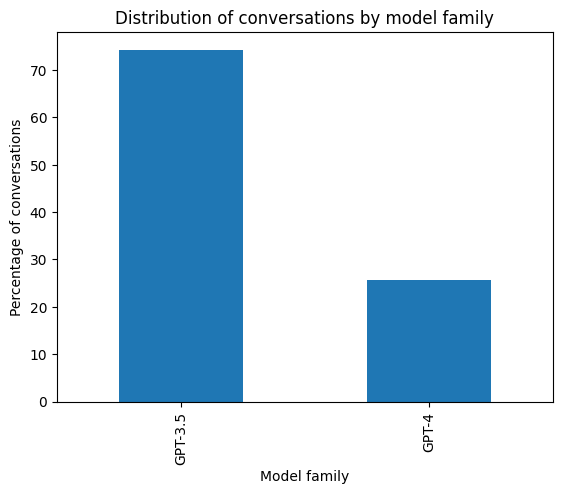 Distribution of conversations by model family
Percentage of conversations
70
60
50
40
30
20
10
0
GPT-3.5
GPT-4
Model family